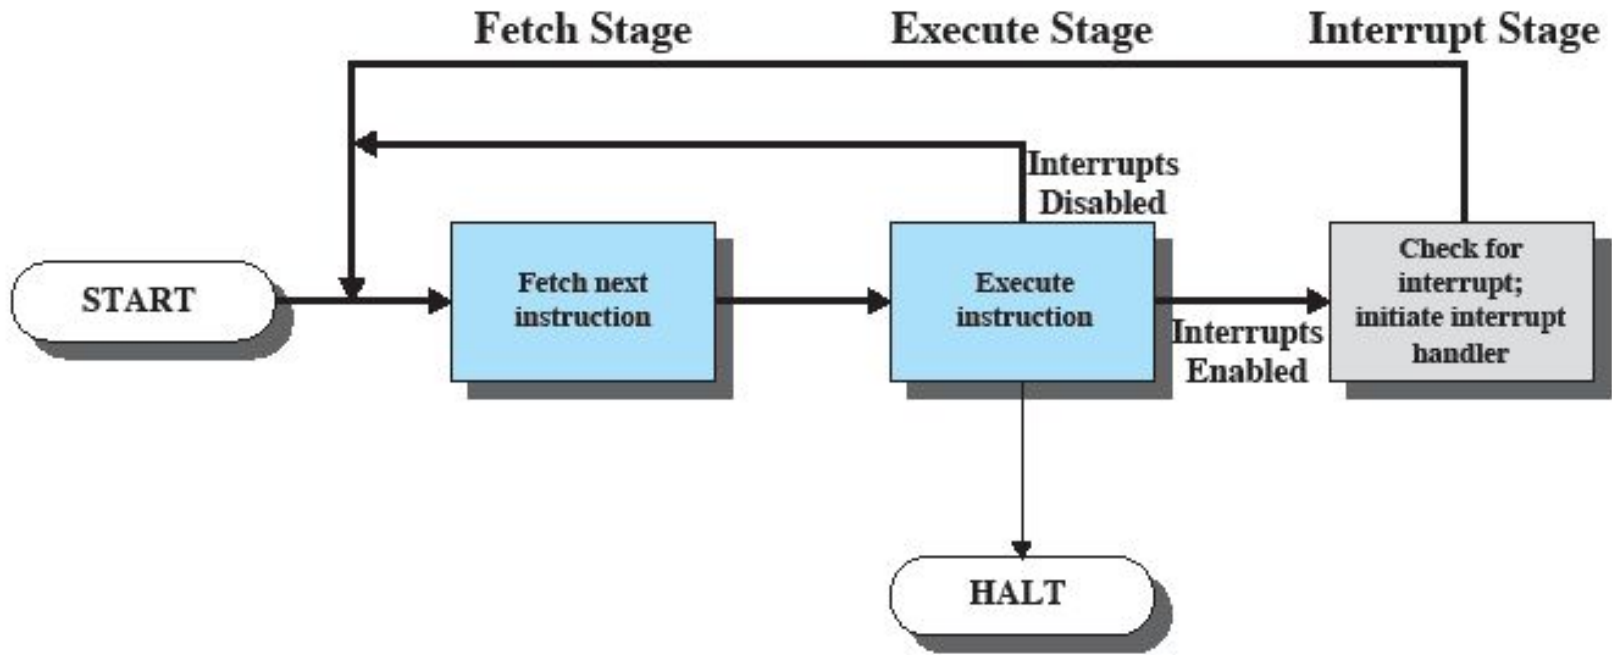 Fetch Stage
Execute Stage
Interrupt Stage
Interrupts
Disabled
START
Fetch next
instruction
Execute
instruction
Interrupts
Enabled
Check for
interrupt;
initiate interrupt
handler
HALT